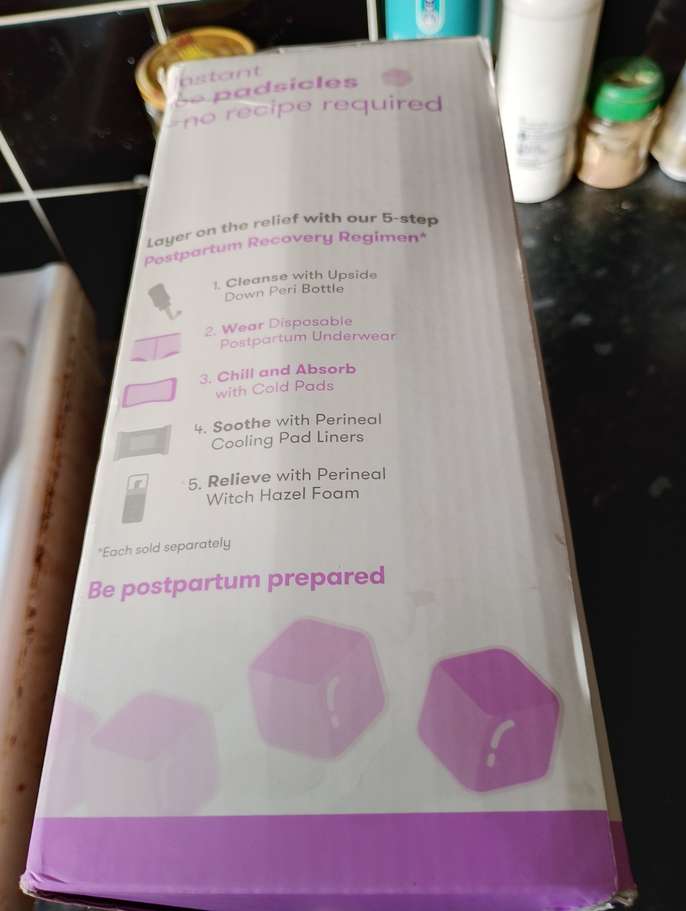 instant
ice padsicles
-no recipe required
Layer on the relief with our 5-step
Postpartum Recovery Regimen*
1. Cleanse with Upside
Down Peri Bottle
2. Wear Disposable
Postpartum Underwear
3. Chill and Absorb
with Cold Pads
4. Soothe with Perineal
Cooling Pad Liners
5. Relieve with Perineal
Witch Hazel Foam
*Each sold separately
Be postpartum prepared